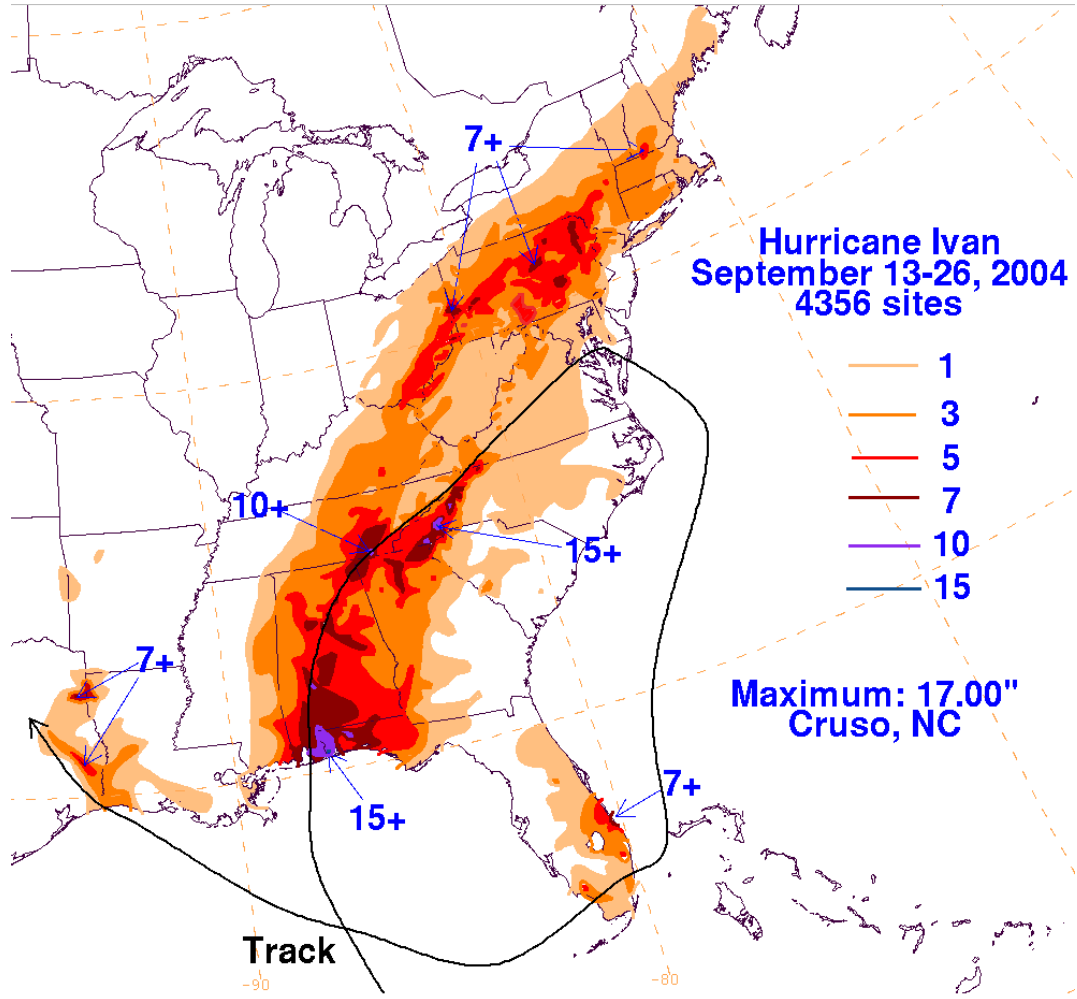 7+
Hurricane Ivan
September 13-26, 2004
4356 sites
1
3
5
7
10
15
10+
15+
7+
Maximum: 17.00"
Cruso, NC
7+
15+
Track
-90
-80